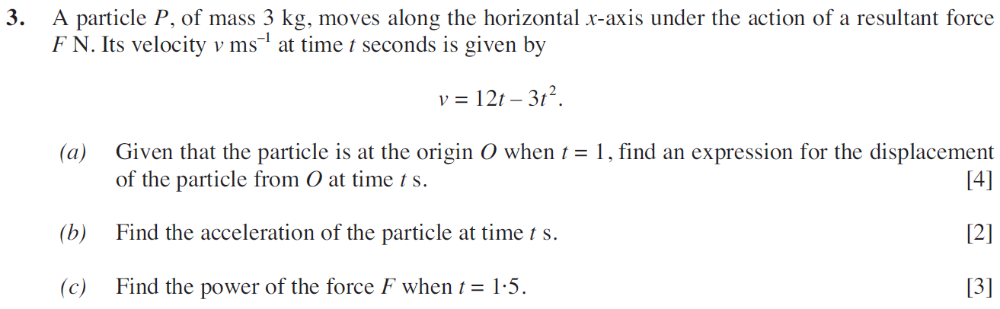 3. A particle P, of mass 3 kg, moves along the horizontal x-axis under the action of a resultant force
F N. Its velocity v ms⁻¹ at time t seconds is given by
v = 12t – 3t².
(a) Given that the particle is at the origin O when t = 1, find an expression for the displacement
of the particle from O at time t s. [4]
(b) Find the acceleration of the particle at time t s. [2]
(c) Find the power of the force F when t = 1·5. [3]